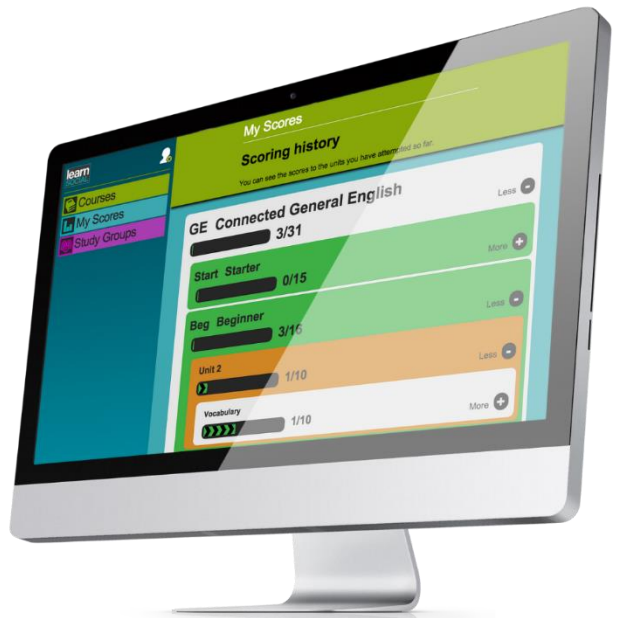 learn
SOCIAL
Courses
My Scores
Study Groups
My Scores
Scoring history
You can see the scores to the units you have attempted so far.
GE Connected General English
Less -
3/31
Start Starter
More +
0/15
Beg Beginner
Less -
3/16
Unit 2
Less -
1/10
Vocabulary
More +
1/10